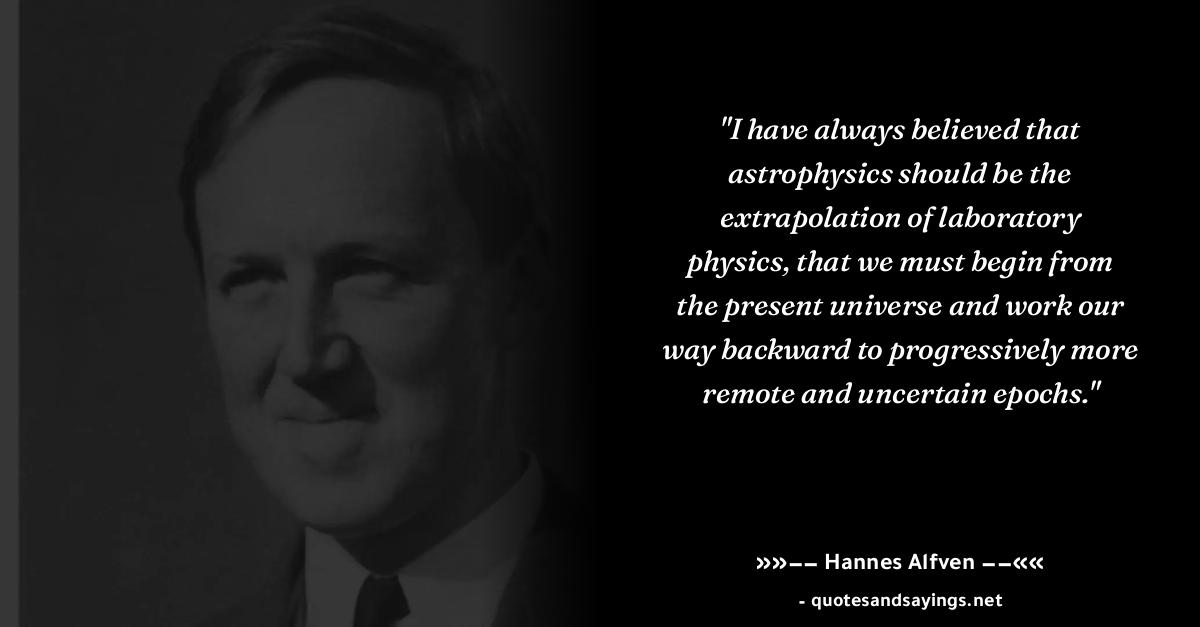 "I have always believed that
astrophysics should be the
extrapolation of laboratory
physics, that we must begin from
the present universe and work our
way backward to progressively more
remote and uncertain epochs."
»»−− Hannes Alfven −−««
- quotesandsayings.net